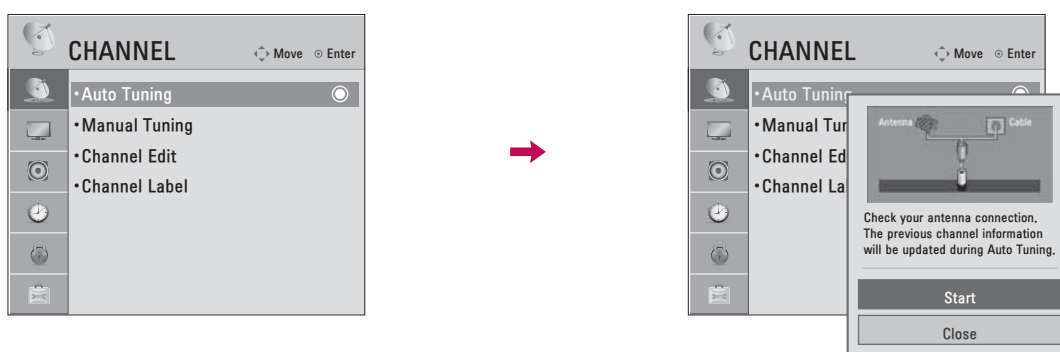 CHANNEL
Move
Enter
• Auto Tuning
• Manual Tuning
• Channel Edit
• Channel Label
CHANNEL
Move
Enter
• Auto Tuning
• Manual Tun
• Channel Ed
• Channel La
Antenna
Cable
Check your antenna connection.
The previous channel information
will be updated during Auto Tuning.
Start
Close